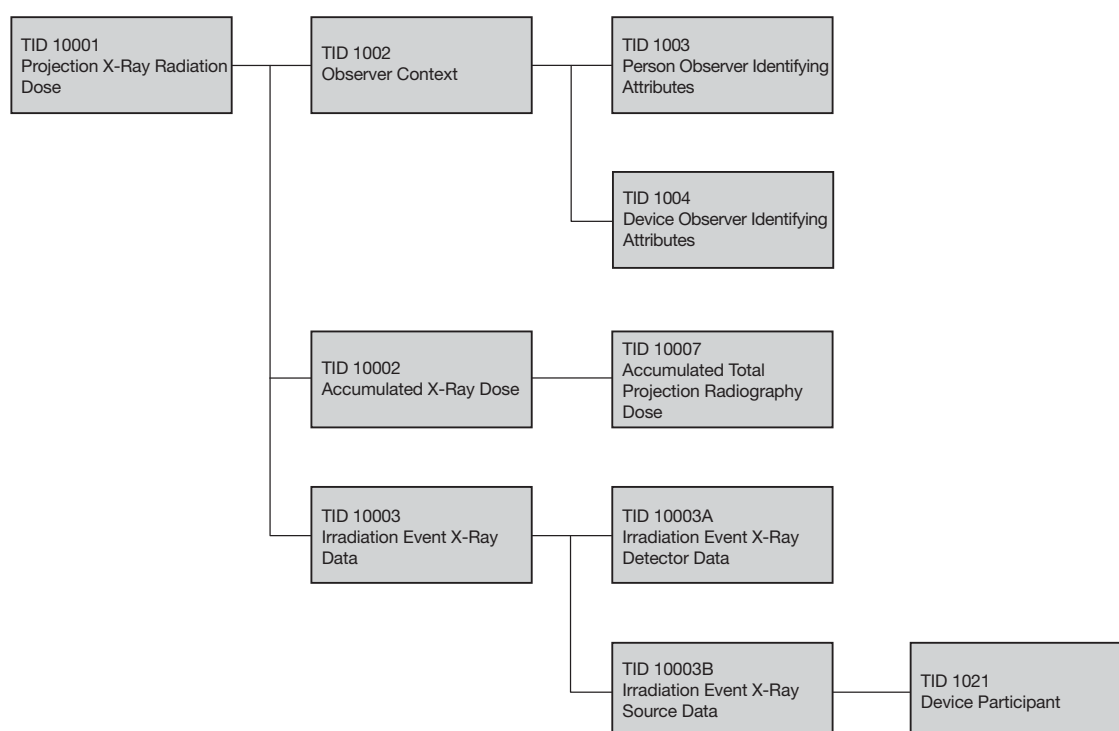 TID 10001
Projection X-Ray Radiation
Dose
TID 1002
Observer Context
TID 1003
Person Observer Identifying
Attributes
TID 1004
Device Observer Identifying
Attributes
TID 10002
Accumulated X-Ray Dose
TID 10007
Accumulated Total
Projection Radiography
Dose
TID 10003
Irradiation Event X-Ray
Data
TID 10003A
Irradiation Event X-Ray
Detector Data
TID 10003B
Irradiation Event X-Ray
Source Data
TID 1021
Device Participant